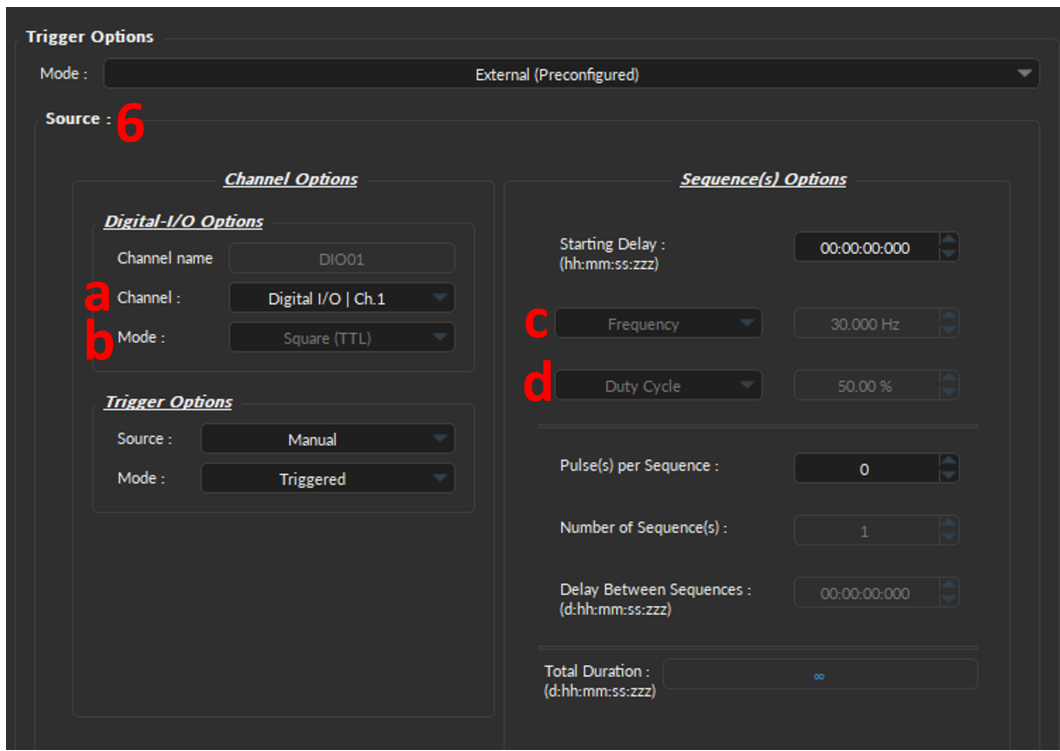 Trigger Options
Mode :
External (Preconfigured)
Source : 6
Channel Options
Digital-I/O Options
Channel name
DIO01
a Channel :
Digital I/O | Ch.1
b Mode :
Square (TTL)
Trigger Options
Source :
Manual
Mode :
Triggered
Sequence(s) Options
Starting Delay :
(hh:mm:ss:zzz)
00:00:00:000
c Frequency
30.000 Hz
d Duty Cycle
50.00 %
Pulse(s) per Sequence :
0
Number of Sequence(s) :
1
Delay Between Sequences :
(d:hh:mm:ss:zzz)
00:00:00:000
Total Duration :
(d:hh:mm:ss:zzz)
∞